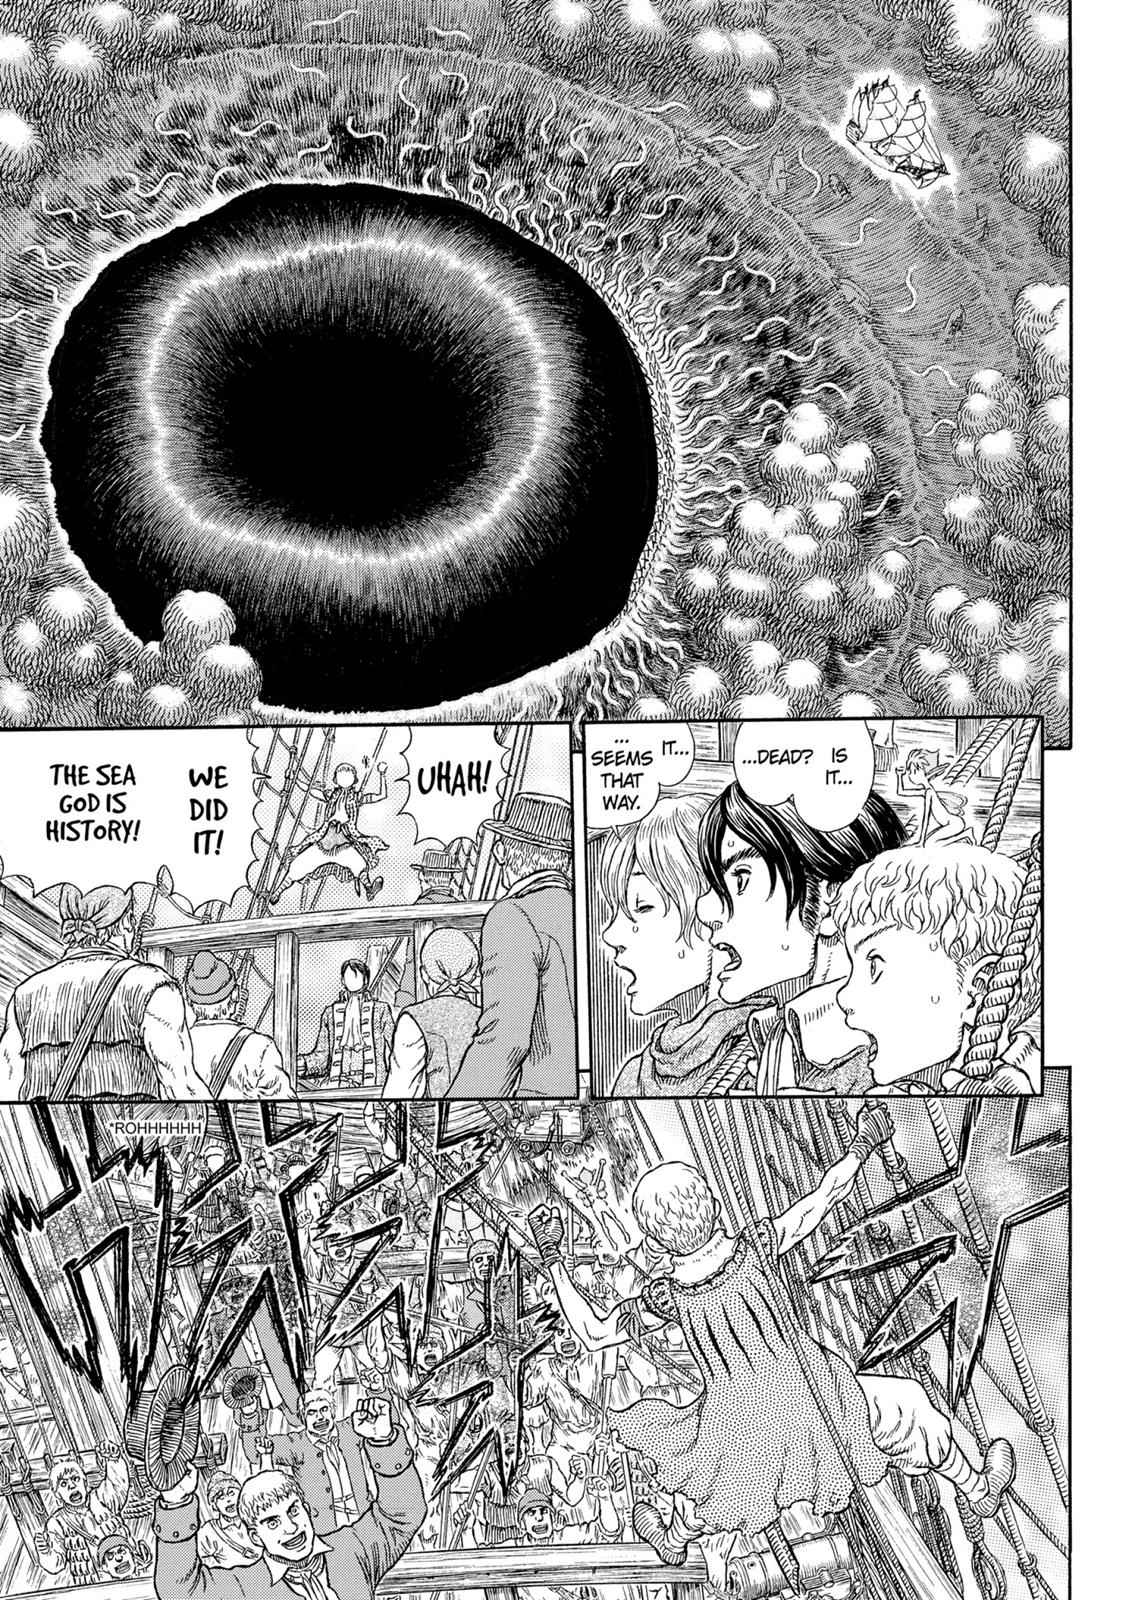 ...DEAD? IS
IT...
IT...
...
SEEMS
THAT
WAY.
UHAH!
WE
DID
IT!
THE SEA
GOD IS
HISTORY!
*ROHHHHHH